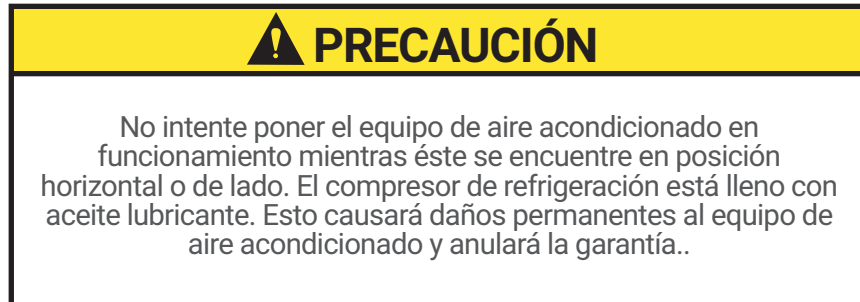 PRECAUCIÓN
No intente poner el equipo de aire acondicionado en
funcionamiento mientras éste se encuentre en posición
horizontal o de lado. El compresor de refrigeración está lleno con
aceite lubricante. Esto causará daños permanentes al equipo de
aire acondicionado y anulará la garantía..